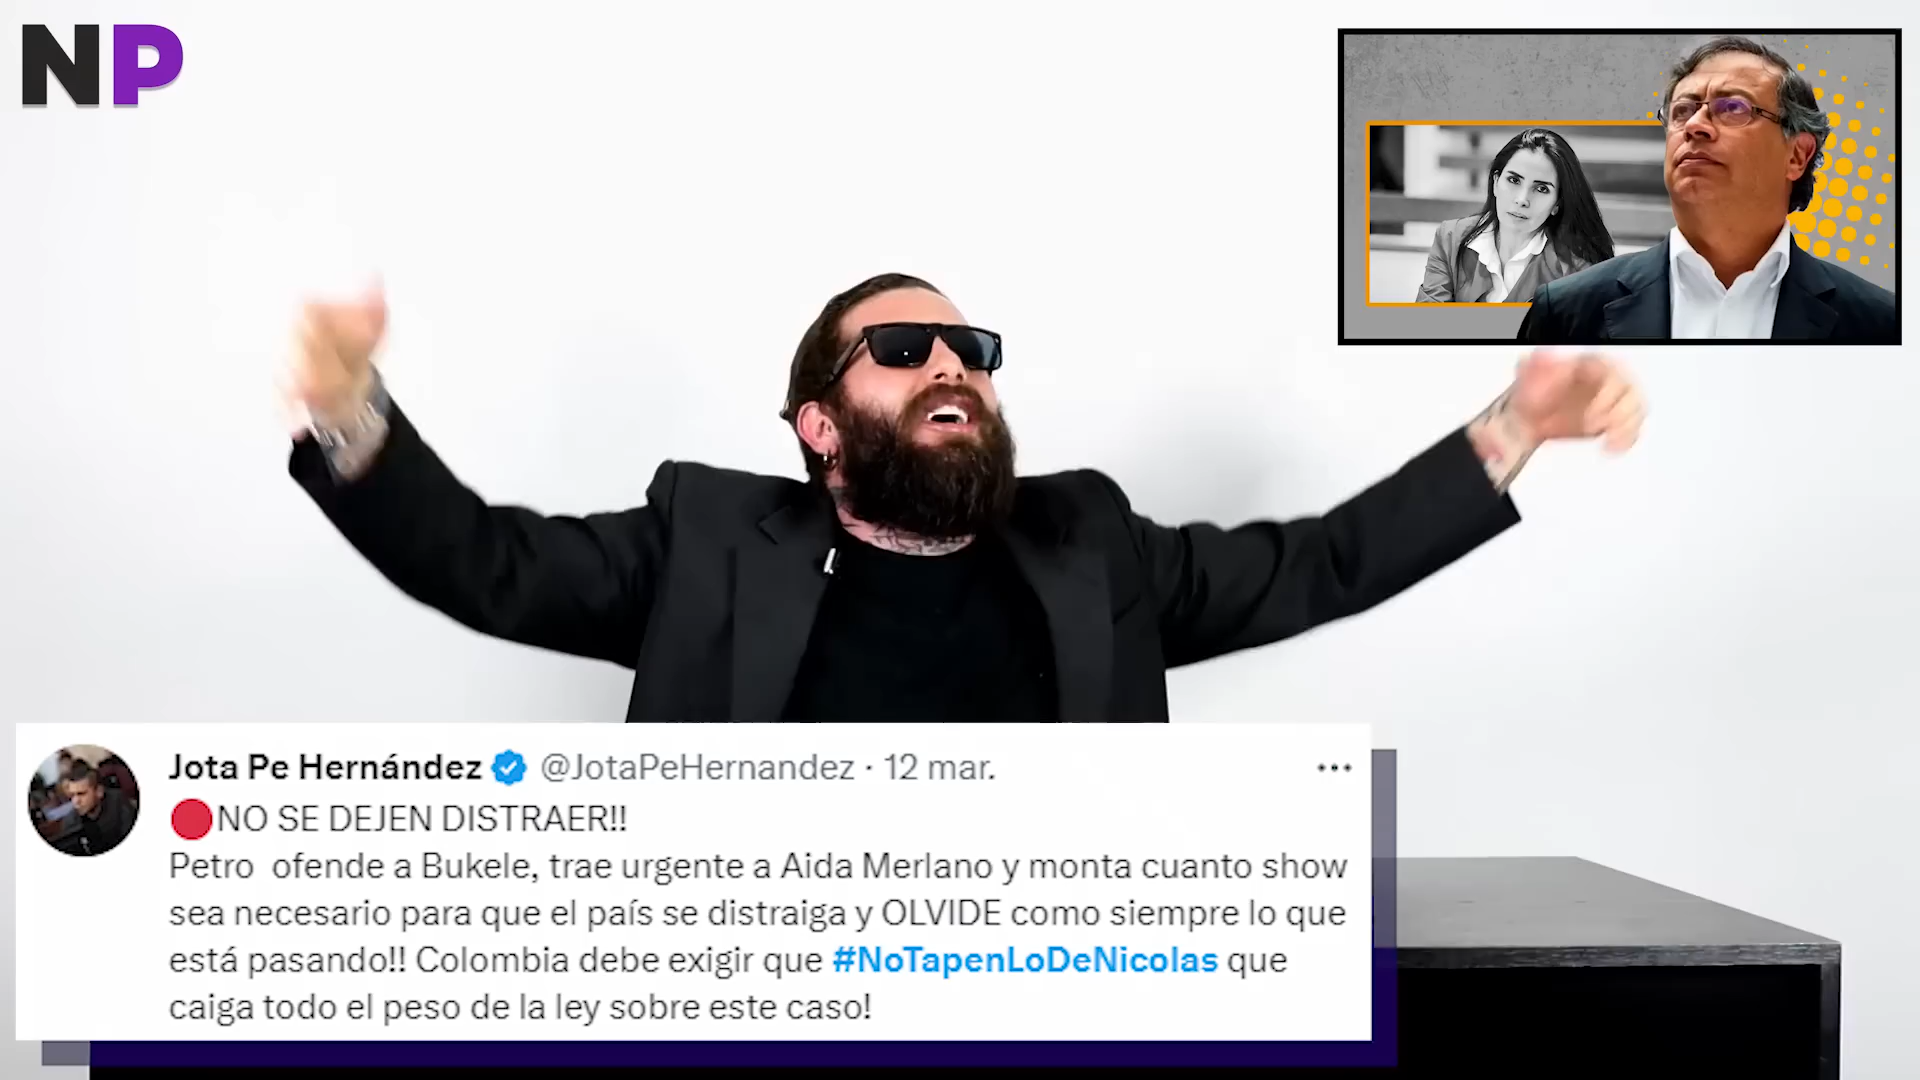 NP
Jota Pe Hernández @JotaPeHernandez · 12 mar.
NO SE DEJEN DISTRAER!!
Petro ofende a Bukele, trae urgente a Aida Merlano y monta cuanto show
sea necesario para que el país se distraiga y OLVIDE como siempre lo que
está pasando!! Colombia debe exigir que #NoTapenLoDeNicolas que
caiga todo el peso de la ley sobre este caso!